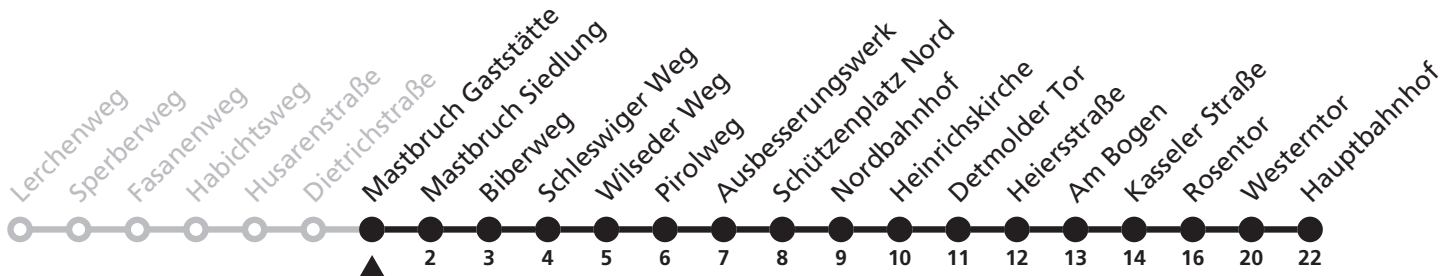 Lerchenweg
Sperberweg
Fasanenweg
Habichtsweg
Husarenstraße
Dietrichstraße
Mastbruch Gaststätte
Mastbruch Siedlung
Biberweg
Schleswiger Weg
Wilseder Weg
Pirolweg
Ausbesserungswerk
Schützenplatz Nord
Nordbahnhof
Heinrichskirche
Detmolder Tor
Heiersstraße
Am Bogen
Kasseler Straße
Rosentor
Westerntor
Hauptbahnhof
2 3 4 5 6 7 8 9 10 11 12 13 14 16 20 22